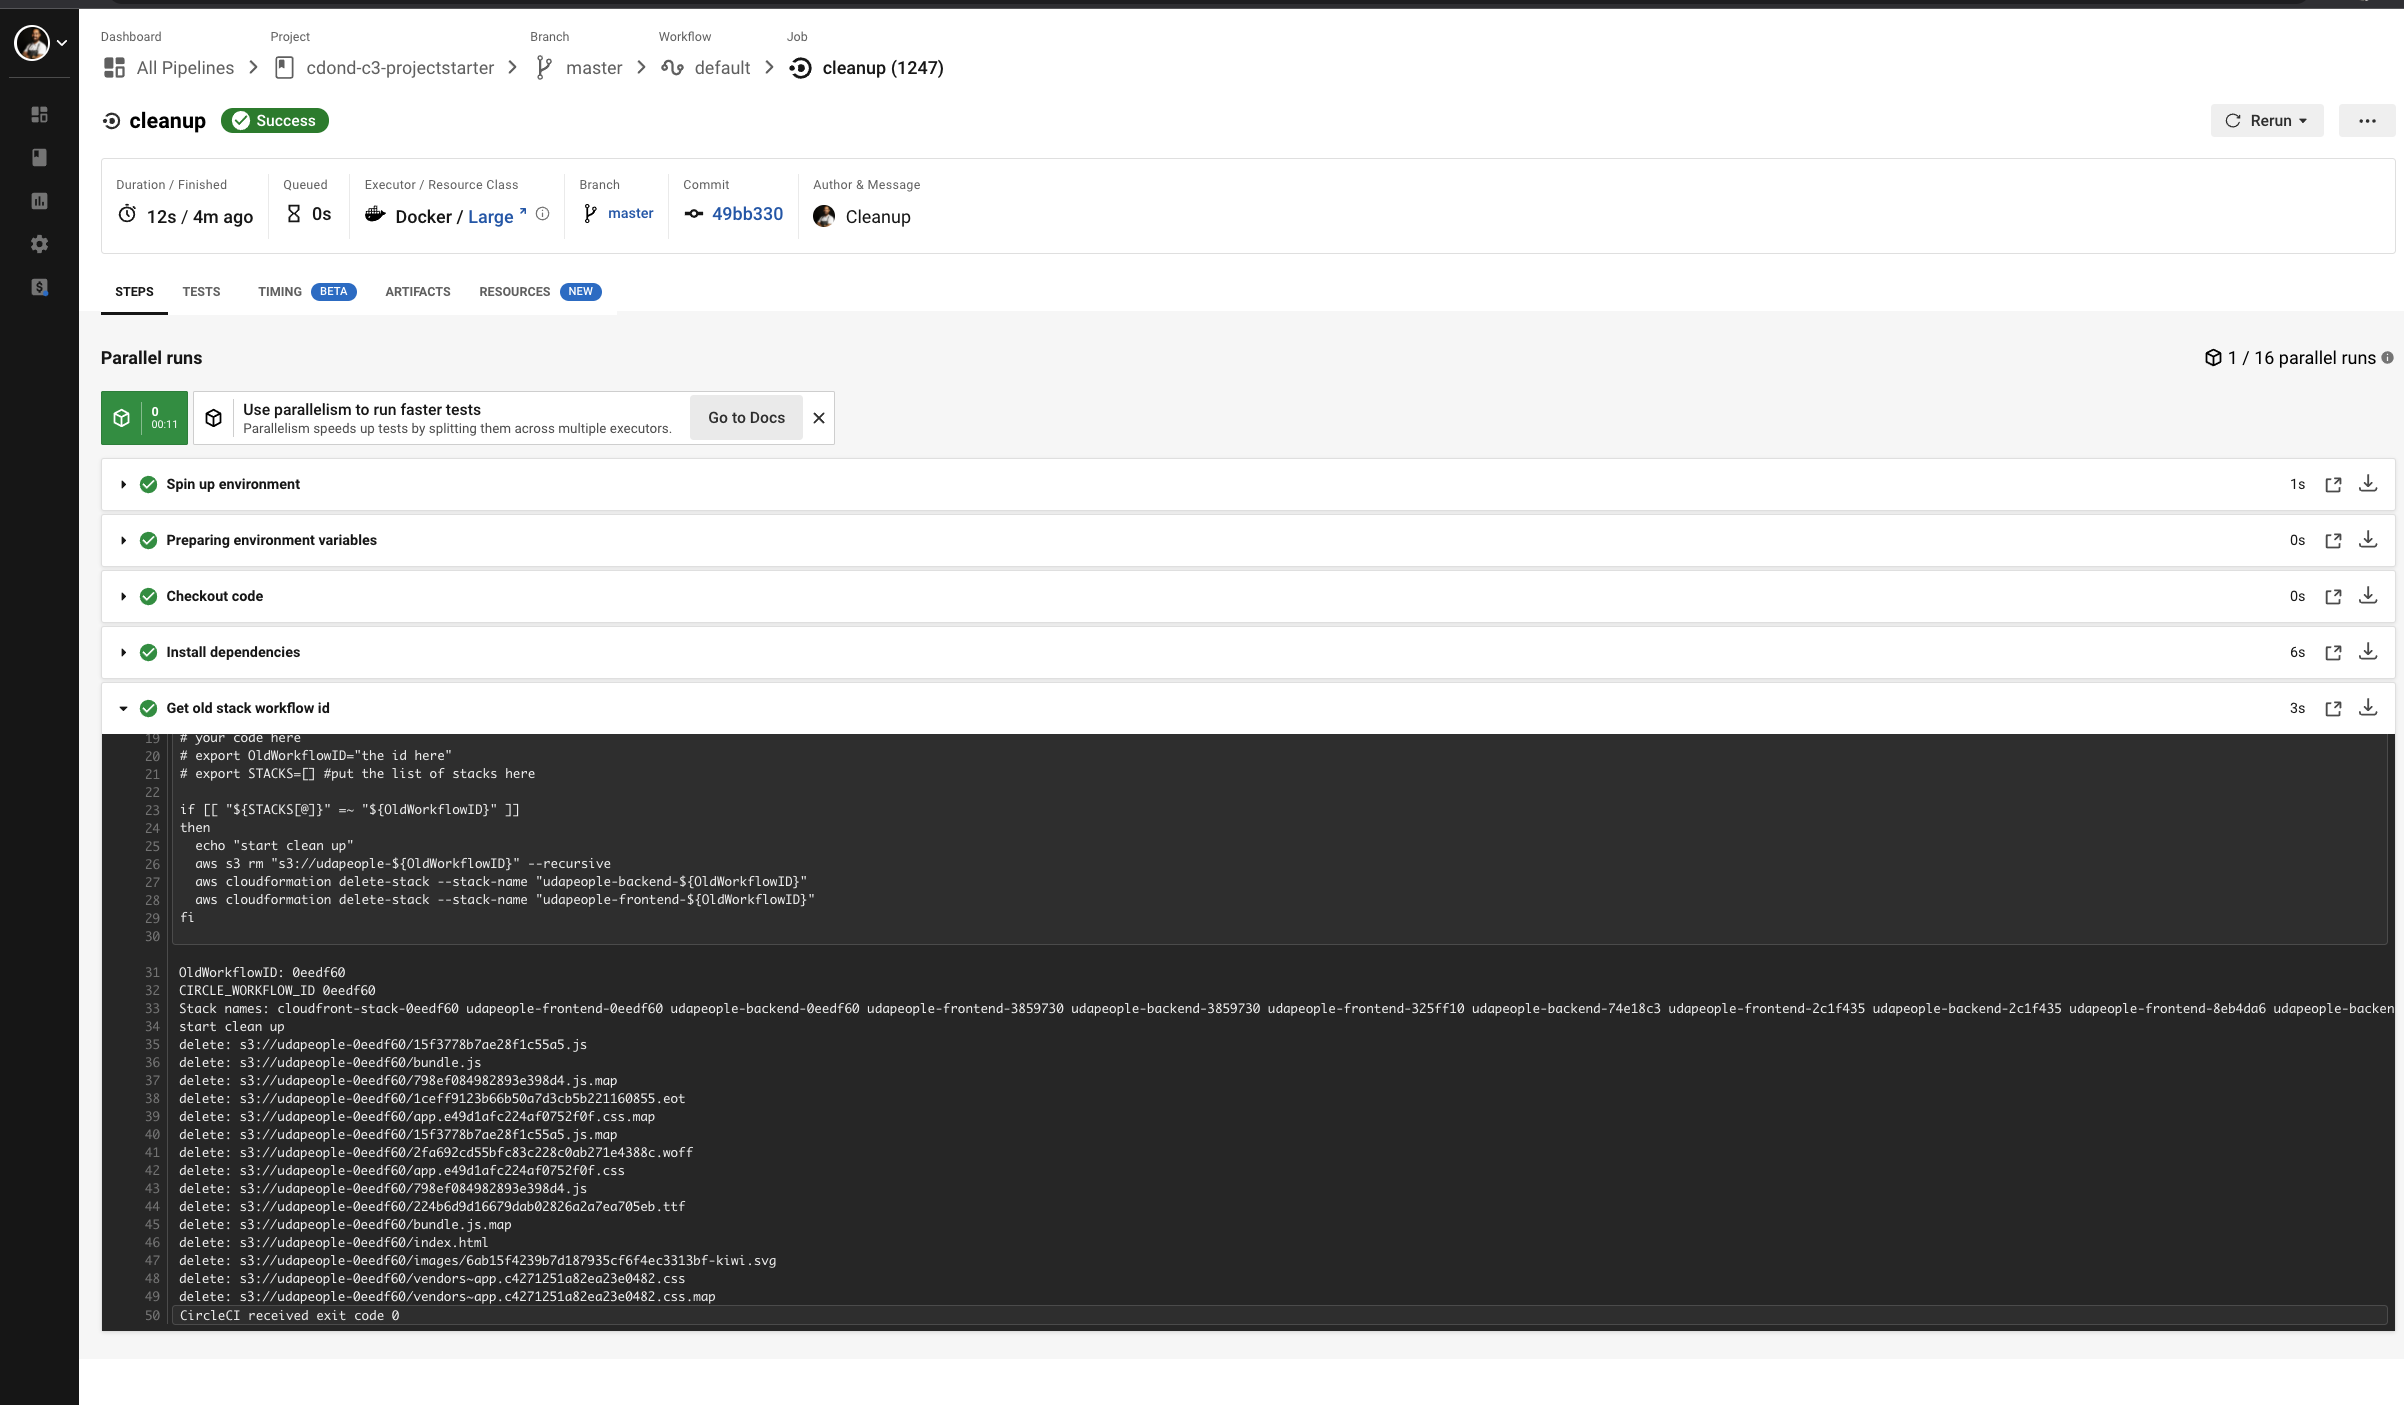 Dashboard Project Branch Workflow Job
All Pipelines cdond-c3-projectstarter master default cleanup (1247)
cleanup Success Rerun
Duration / Finished Queued Executor / Resource Class Branch Commit Author & Message
12s / 4m ago 0s Docker / Large master 49bb330 Cleanup
STEPS TESTS TIMING BETA ARTIFACTS RESOURCES NEW
Parallel runs 1 / 16 parallel runs
0
00:11
Use parallelism to run faster tests
Parallelism speeds up tests by splitting them across multiple executors.
Go to Docs
Spin up environment 1s
Preparing environment variables 0s
Checkout code 0s
Install dependencies 6s
Get old stack workflow id 3s
19 # your code here
20 # export OldWorkflowID="the id here"
21 # export STACKS=[] #put the list of stacks here
22
23 if [[ "${STACKS[@]}" =~ "${OldWorkflowID}" ]]
24 then
25 echo "start clean up"
26 aws s3 rm "s3://udapeople-${OldWorkflowID}" --recursive
27 aws cloudformation delete-stack --stack-name "udapeople-backend-${OldWorkflowID}"
28 aws cloudformation delete-stack --stack-name "udapeople-frontend-${OldWorkflowID}"
29 fi
30
31 OldWorkflowID: 0eedf60
32 CIRCLE_WORKFLOW_ID 0eedf60
33 Stack names: cloudfront-stack-0eedf60 udapeople-frontend-0eedf60 udapeople-backend-0eedf60 udapeople-frontend-3859730 udapeople-backend-3859730 udapeople-frontend-325ff10 udapeople-backend-74e18c3 udapeople-frontend-2c1f435 udapeople-backend-2c1f435 udapeople-frontend-8eb4da6 udapeople-backen
34 start clean up
35 delete: s3://udapeople-0eedf60/15f3778b7ae28f1c55a5.js
36 delete: s3://udapeople-0eedf60/bundle.js
37 delete: s3://udapeople-0eedf60/798ef084982893e398d4.js.map
38 delete: s3://udapeople-0eedf60/1ceff9123b66b50a7d3cb5b221160855.eot
39 delete: s3://udapeople-0eedf60/app.e49d1afc224af0752f0f.css.map
40 delete: s3://udapeople-0eedf60/15f3778b7ae28f1c55a5.js.map
41 delete: s3://udapeople-0eedf60/2fa692cd55bfc83c228c0ab271e4388c.woff
42 delete: s3://udapeople-0eedf60/app.e49d1afc224af0752f0f.css
43 delete: s3://udapeople-0eedf60/798ef084982893e398d4.js
44 delete: s3://udapeople-0eedf60/224b6d9d16679dab02826a2a7ea705eb.ttf
45 delete: s3://udapeople-0eedf60/bundle.js.map
46 delete: s3://udapeople-0eedf60/index.html
47 delete: s3://udapeople-0eedf60/images/6ab15f4239b7d187935cf6f4ec3313bf-kiwi.svg
48 delete: s3://udapeople-0eedf60/vendors~app.c4271251a82ea23e0482.css
49 delete: s3://udapeople-0eedf60/vendors~app.c4271251a82ea23e0482.css.map
50 CircleCI received exit code 0